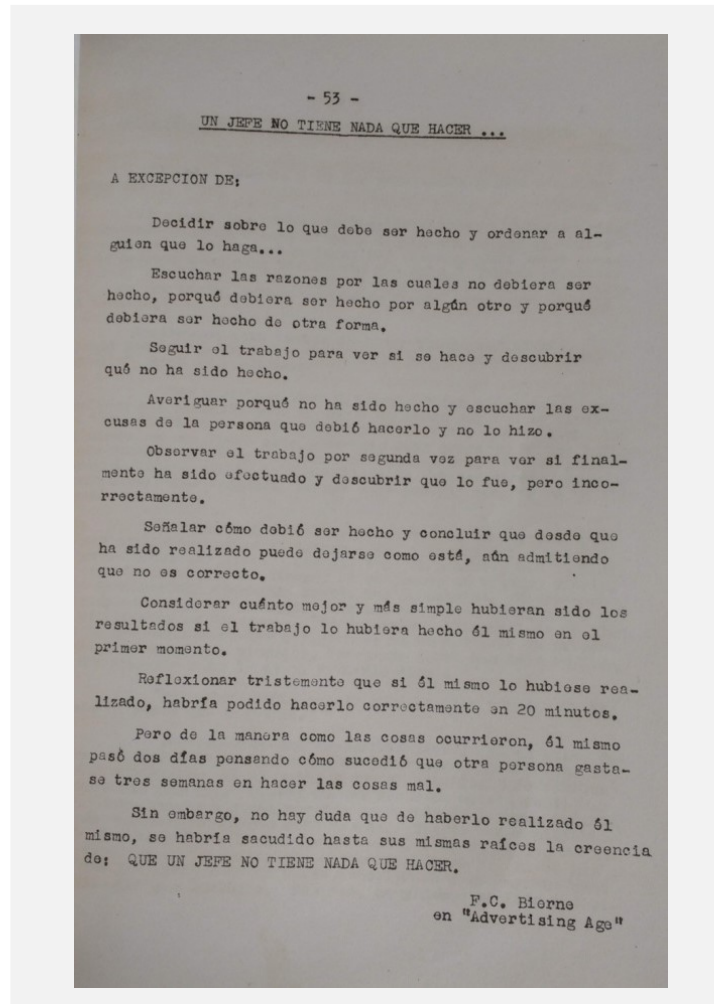 - 53 -
UN JEFE NO TIENE NADA QUE HACER ...
A EXCEPCION DE:
Decidir sobre lo que debe ser hecho y ordenar a al-
guien que lo haga...
Escuchar las razones por las cuales no debiera ser
hecho, porqué debiera ser hecho por algún otro y porqué
debiera ser hecho de otra forma.
Seguir el trabajo para ver si se hace y descubrir
qué no ha sido hecho.
Averiguar porqué no ha sido hecho y escuchar las ex-
cusas de la persona que debió hacerlo y no lo hizo.
Observar el trabajo por segunda vez para ver si final-
mente ha sido efectuado y descubrir que lo fue, pero inco-
rrectamente.
Señalar cómo debió ser hecho y concluir que desde que
ha sido realizado puede dejarse como está, aún admitiendo
que no es correcto.
Considerar cuánto mejor y más simple hubieran sido los
resultados si el trabajo lo hubiera hecho él mismo en el
primer momento.
Reflexionar tristemente que si él mismo lo hubiese rea-
lizado, habría podido hacerlo correctamente en 20 minutos.
Pero de la manera como las cosas ocurrieron, él mismo
pasó dos días pensando cómo sucedió que otra persona gasta-
se tres semanas en hacer las cosas mal.
Sin embargo, no hay duda que de haberlo realizado él
mismo, se habría sacudido hasta sus mismas raíces la creencia
de: QUE UN JEFE NO TIENE NADA QUE HACER.
F.C. Bierne
en "Advertising Age"